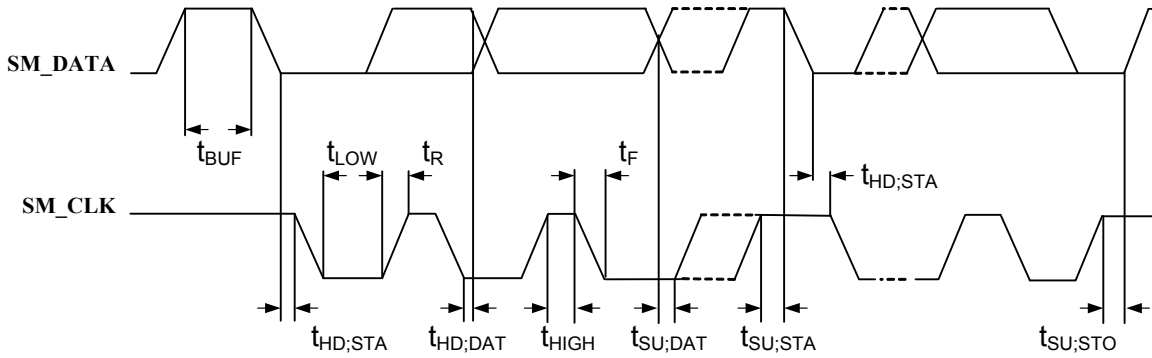 SM_DATA
tBUF
tLOW
tR
tF
tHD;STA
SM_CLK
tHD;STA
tHD;DAT
tHIGH
tSU;DAT
tSU;STA
tSU;STO